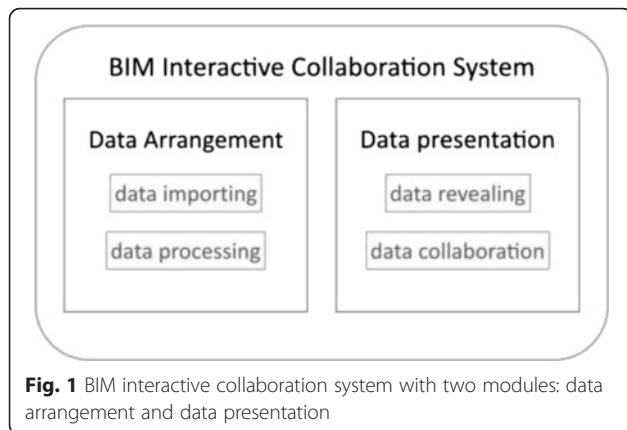 BIM Interactive Collaboration System
Data Arrangement
data importing
data processing
Data presentation
data revealing
data collaboration
Fig. 1 BIM interactive collaboration system with two modules: data
arrangement and data presentation